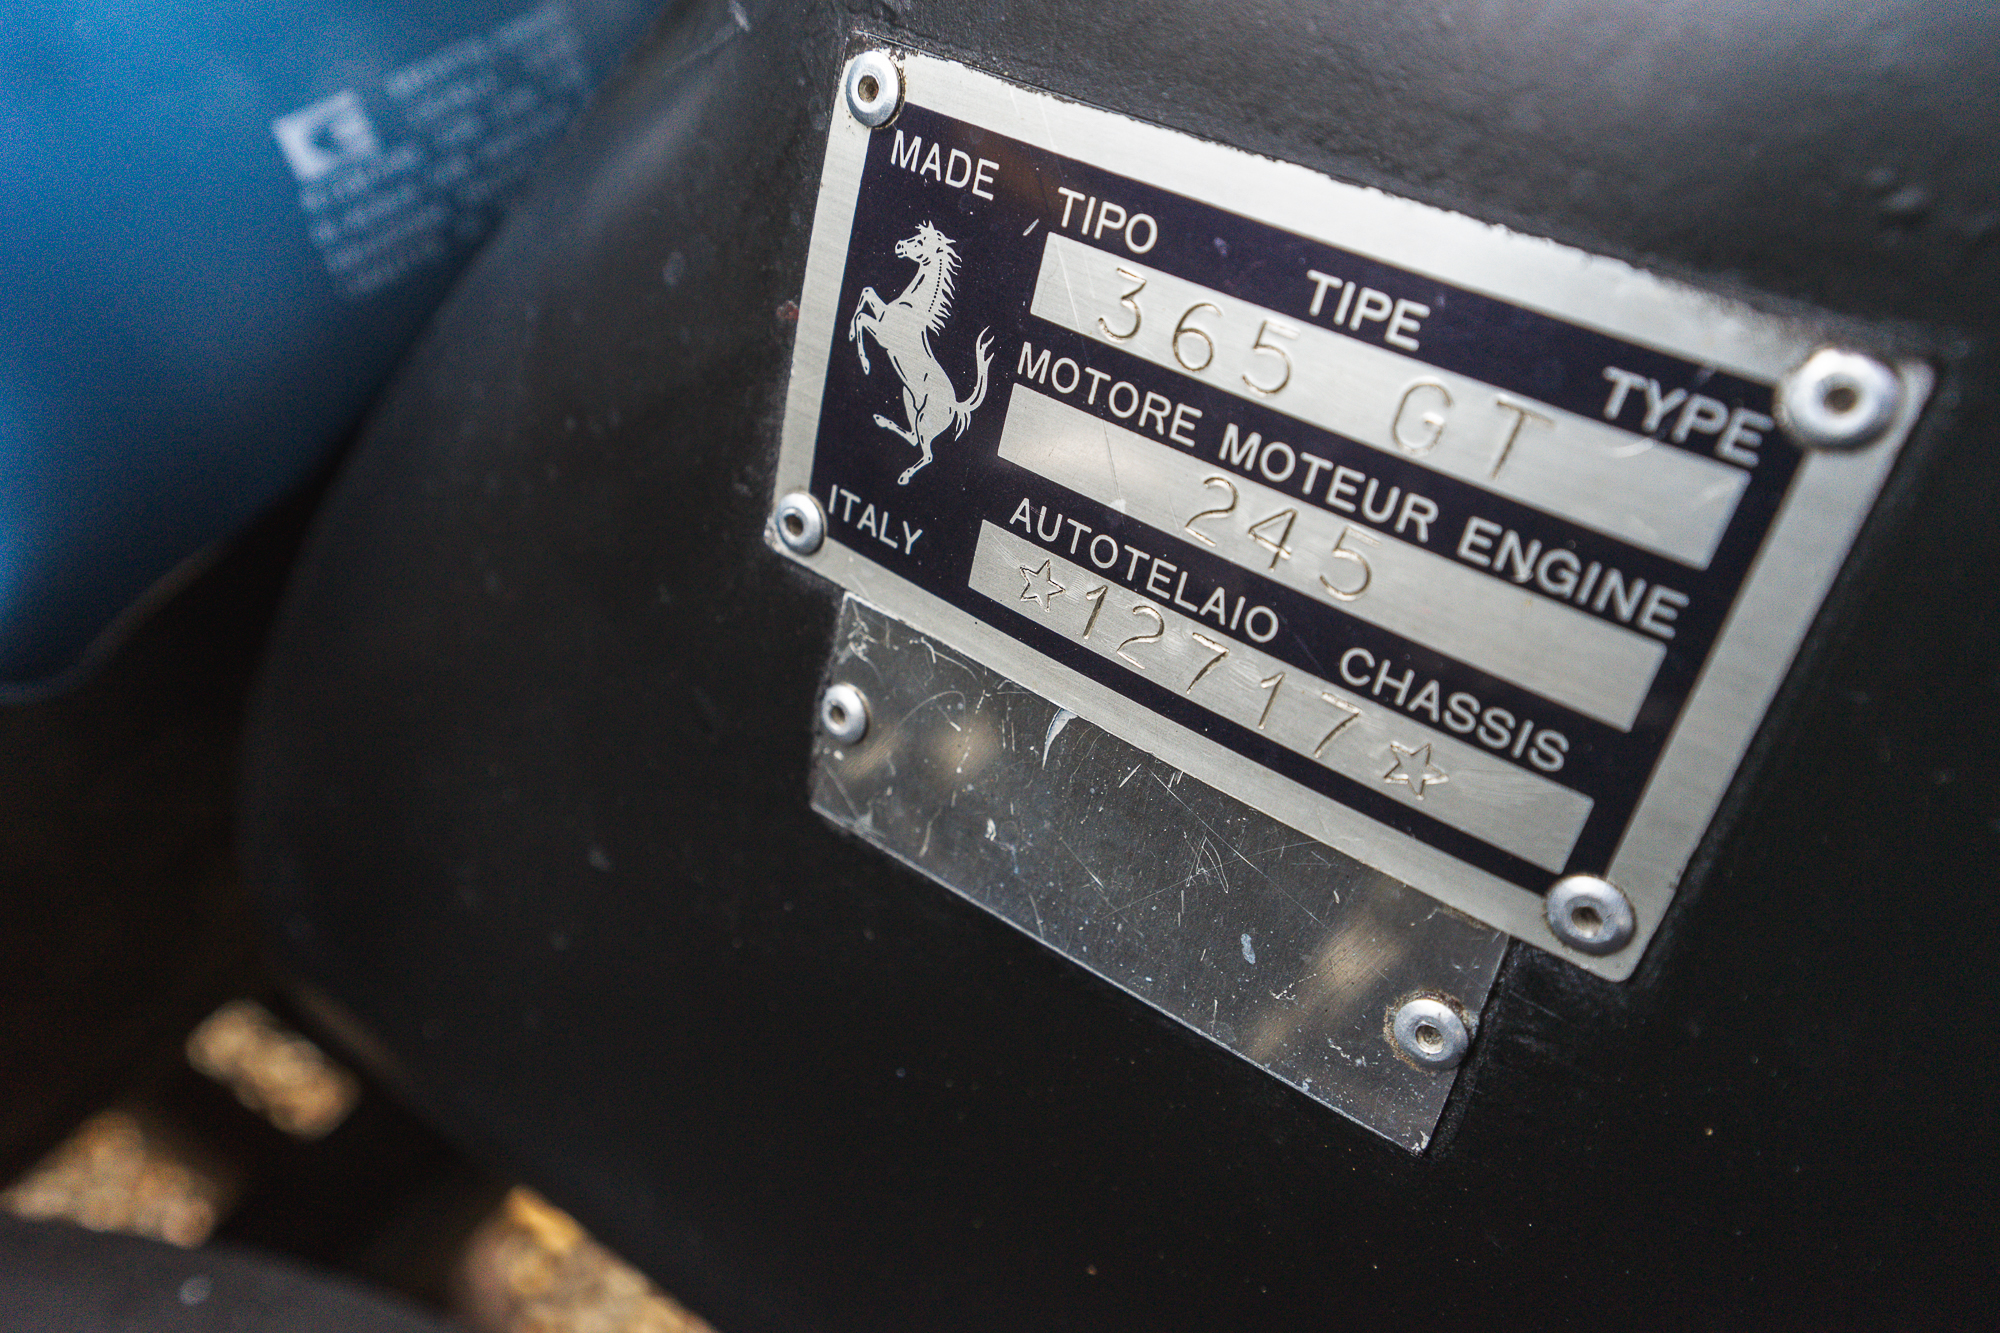 MADE
TIPO TIPE TYPE
365 GT
MOTORE MOTEUR ENGINE
245
ITALY
AUTOTELAIO CHASSIS
☆12717☆